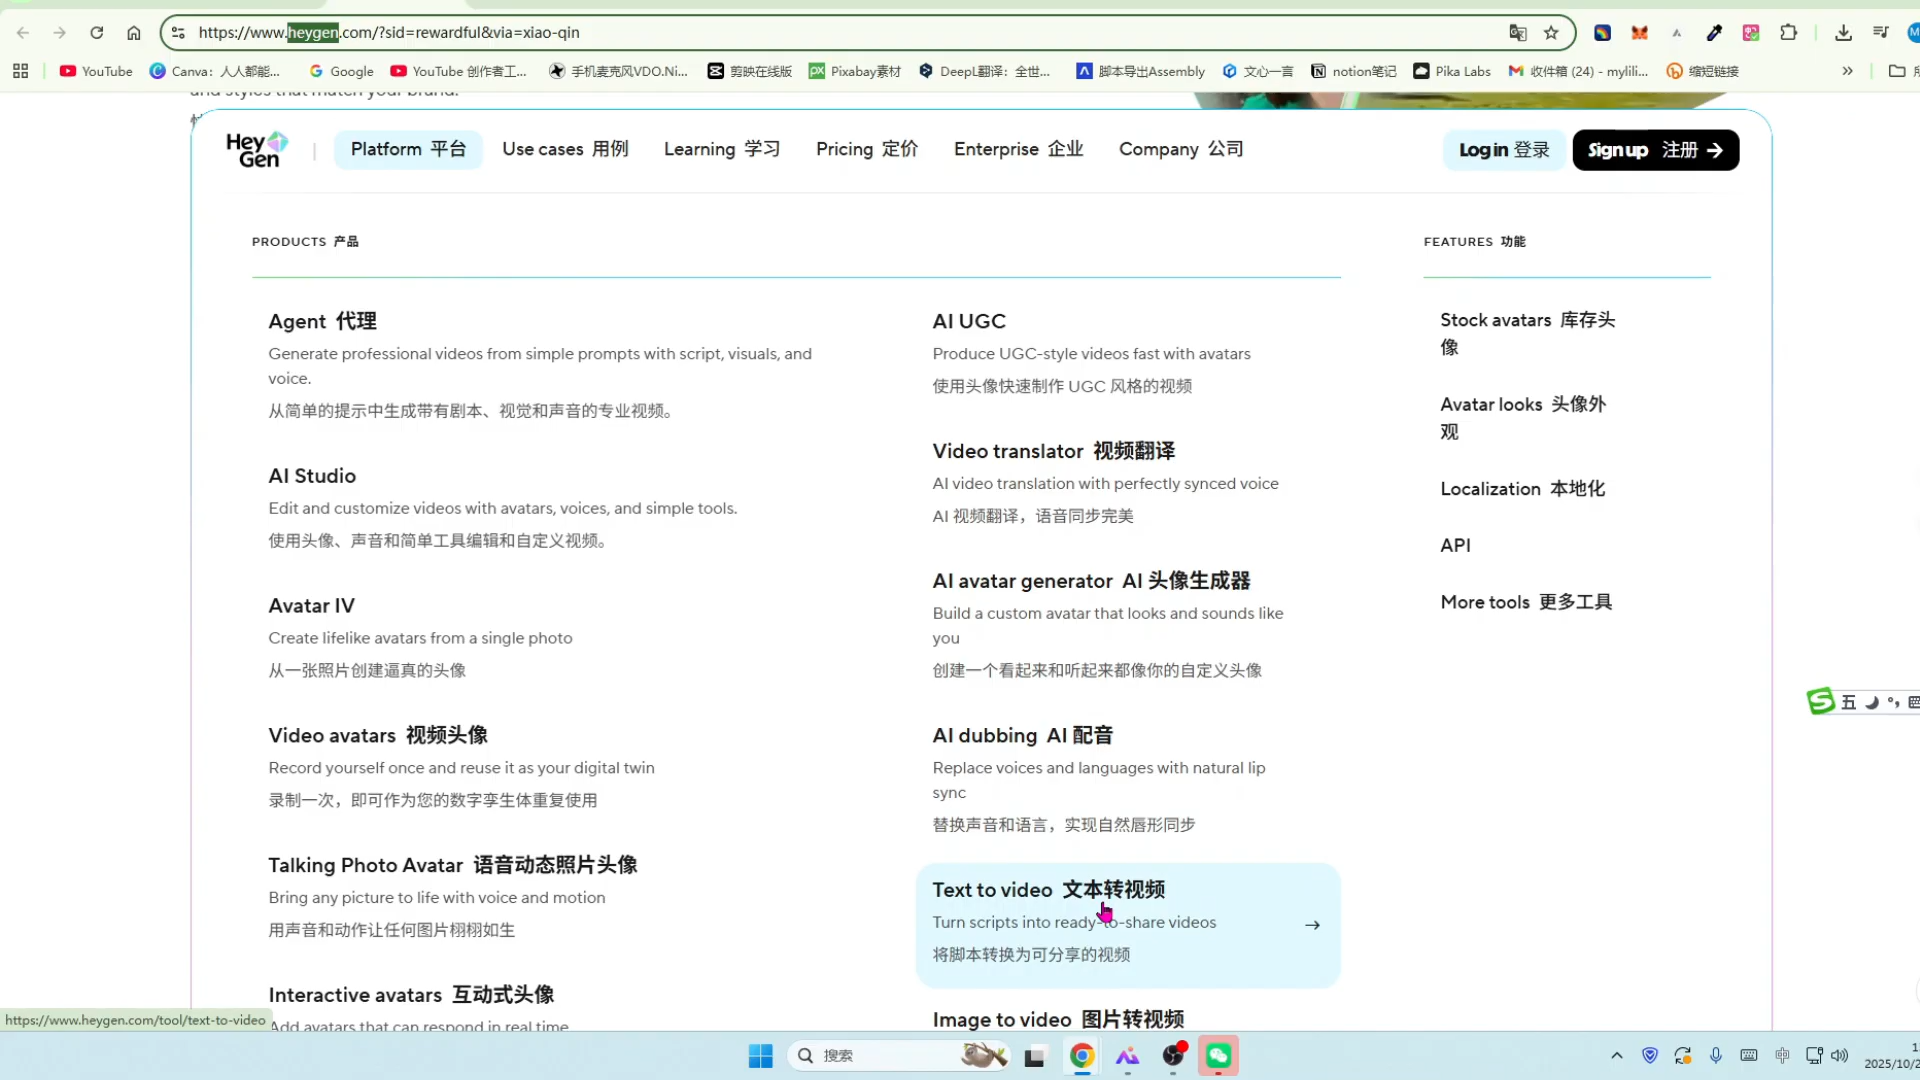 https://www.heygen.com/?sid=rewardful&via=xiao-qin
YouTube
Canva：人人都能...
Google
YouTube 创作者工...
手机麦克风VDO.Ni...
剪映在线版
Pixabay素材
DeepL翻译：全世...
脚本导出Assembly
文心一言
notion笔记
Pika Labs
收件箱 (24) - mylili...
缩短链接
and styles that match your brand.
Hey Gen
Platform 平台
Use cases 用例
Learning 学习
Pricing 定价
Enterprise 企业
Company 公司
Log in 登录
Sign up 注册 →
PRODUCTS 产品
Agent 代理
Generate professional videos from simple prompts with script, visuals, and
voice.
从简单的提示中生成带有剧本、视觉和声音的专业视频。
AI Studio
Edit and customize videos with avatars, voices, and simple tools.
使用头像、声音和简单工具编辑和自定义视频。
Avatar IV
Create lifelike avatars from a single photo
从一张照片创建逼真的头像
Video avatars 视频头像
Record yourself once and reuse it as your digital twin
录制一次，即可作为您的数字孪生体重复使用
Talking Photo Avatar 语音动态照片头像
Bring any picture to life with voice and motion
用声音和动作让任何图片栩栩如生
Interactive avatars 互动式头像
Add avatars that can respond in real time
AI UGC
Produce UGC-style videos fast with avatars
使用头像快速制作 UGC 风格的视频
Video translator 视频翻译
AI video translation with perfectly synced voice
AI 视频翻译，语音同步完美
AI avatar generator AI 头像生成器
Build a custom avatar that looks and sounds like
you
创建一个看起来和听起来都像你的自定义头像
AI dubbing AI 配音
Replace voices and languages with natural lip
sync
替换声音和语言，实现自然唇形同步
Text to video 文本转视频
Turn scripts into ready-to-share videos
将脚本转换为可分享的视频
Image to video 图片转视频
FEATURES 功能
Stock avatars 库存头
像
Avatar looks 头像外
观
Localization 本地化
API
More tools 更多工具
五
https://www.heygen.com/tool/text-to-video
搜索
中
2025/10/2